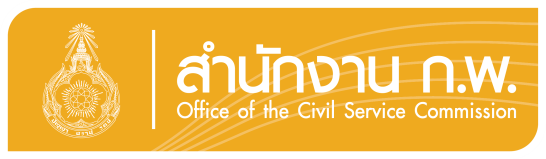 สำนักงาน ก.พ.
Office of the Civil Service Commission